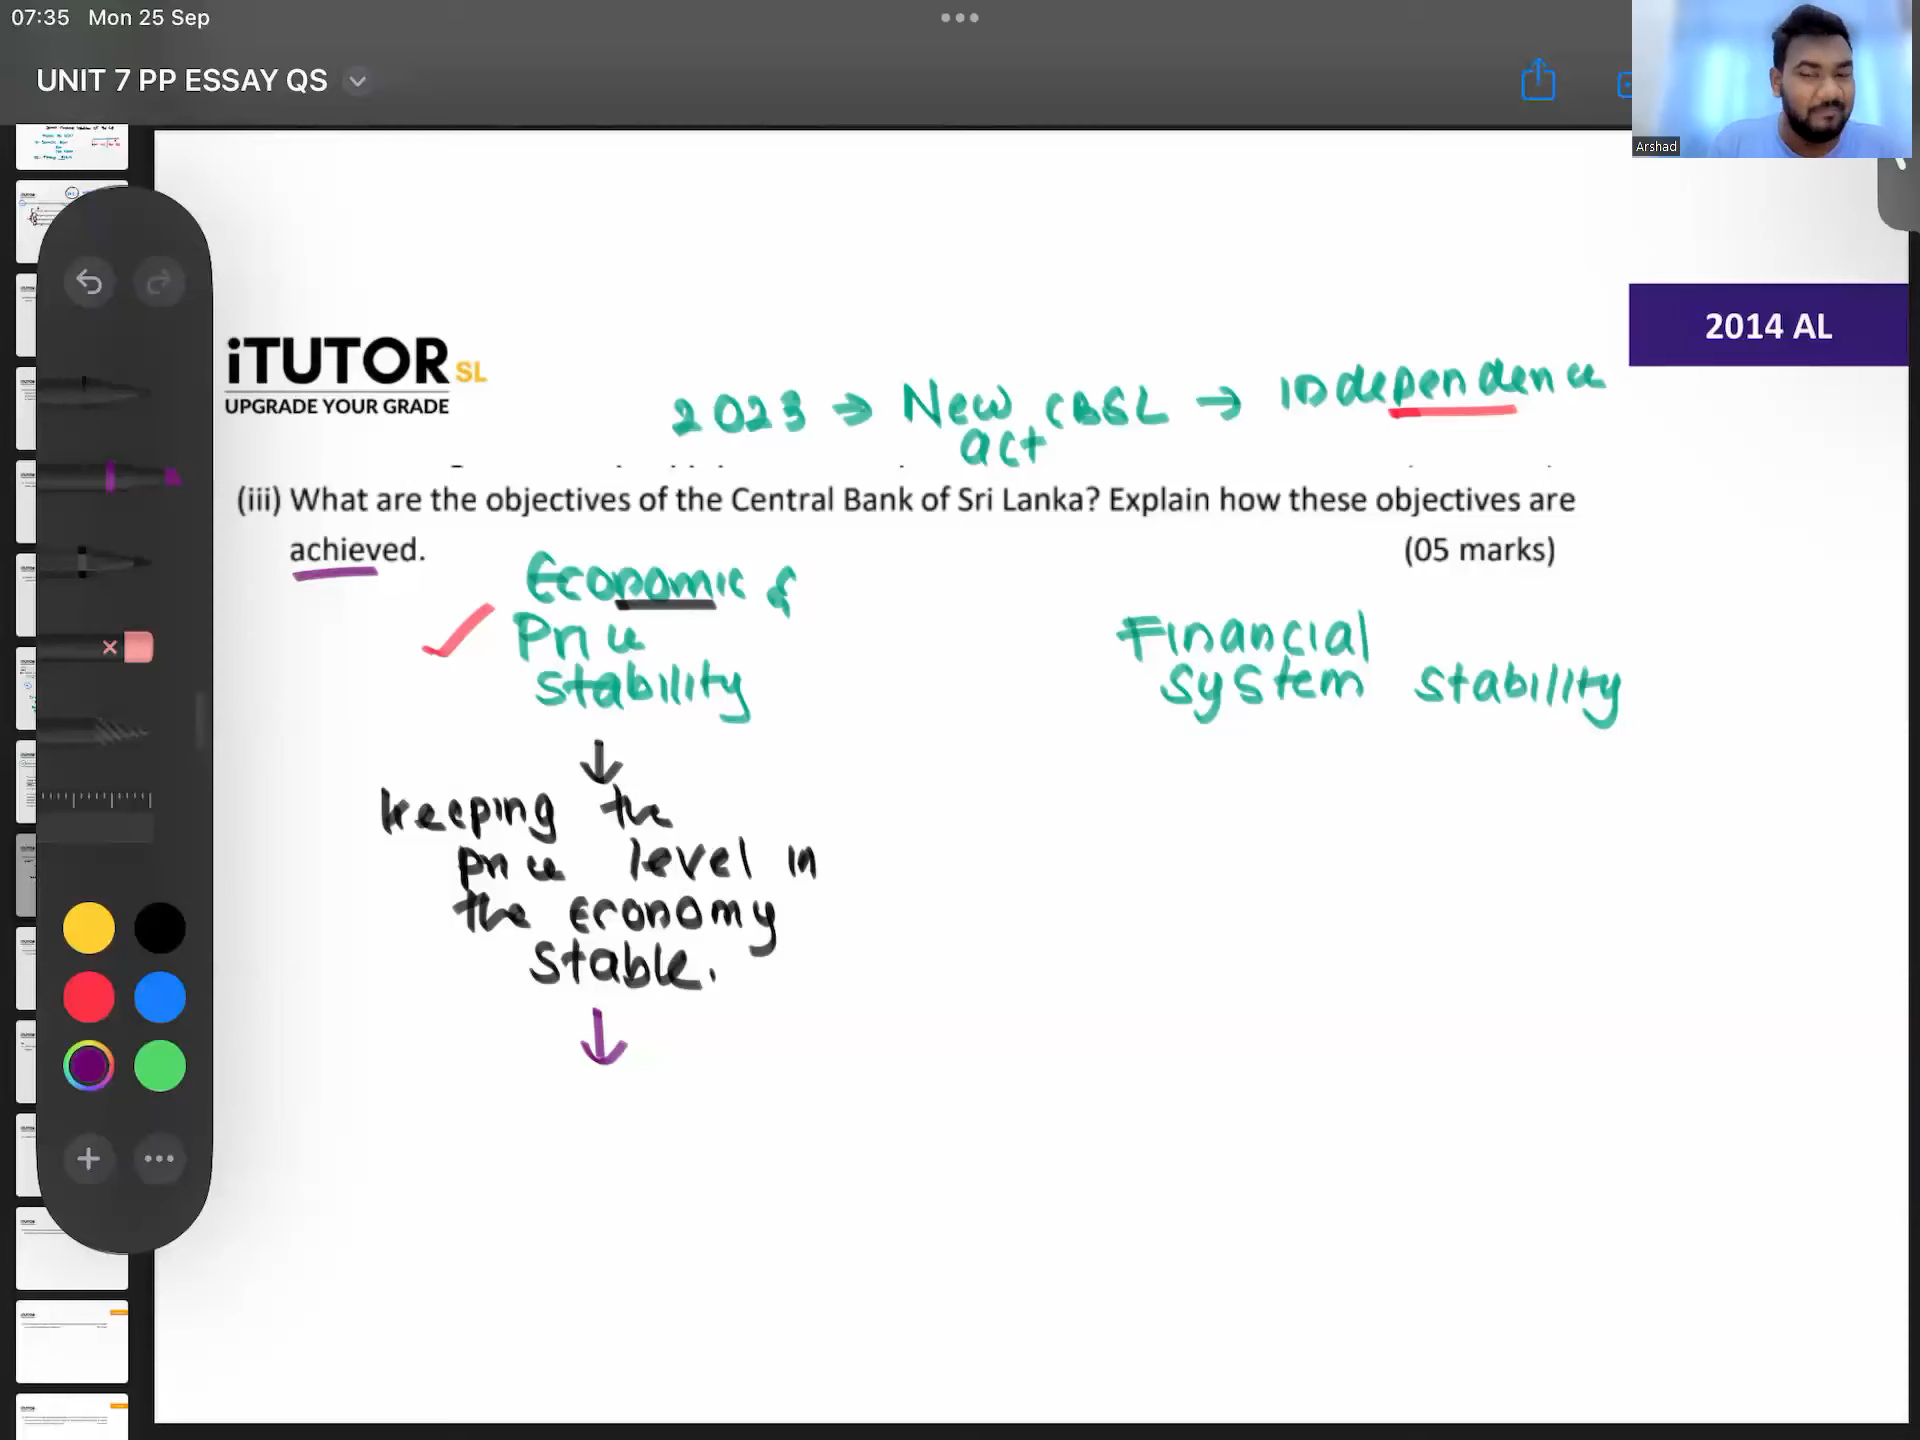 07:35 Mon 25 Sep
UNIT 7 PP ESSAY QS
Arshad
2014 AL
iTUTOR SL
UPGRADE YOUR GRADE
2023 → New CBSL → Independence
act
(iii) What are the objectives of the Central Bank of Sri Lanka? Explain how these objectives are
achieved. (05 marks)
Economic &
Price
stability
Financial
system stability
keeping the
price level in
the economy
stable.